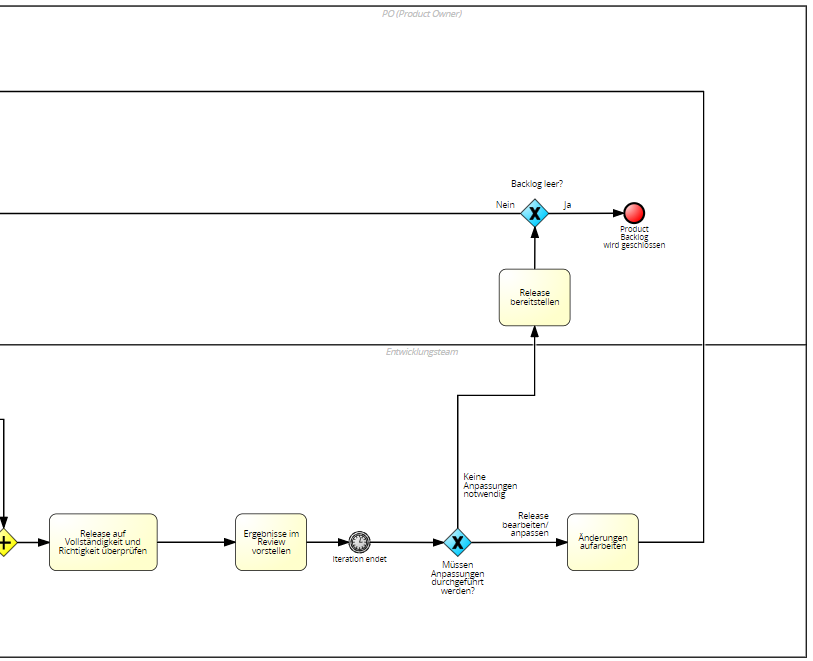 PO (Product Owner)
Backlog leer?
Nein
Ja
Product
Backlog
wird geschlossen
Release
bereitstellen
Entwicklungsteam
Keine
Anpassungen
notwendig
Release
bearbeiten/
anpassen
Release auf
Vollständigkeit und
Richtigkeit überprüfen
Ergebnisse im
Review
vorstellen
Iteration endet
Müssen
Anpassungen
durchgeführt
werden?
Änderungen
aufarbeiten